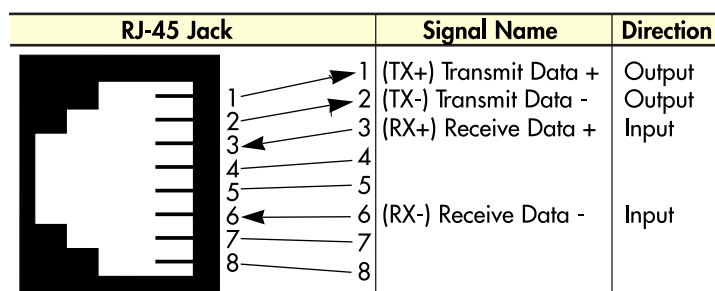 RJ-45 Jack Signal Name Direction
1 1 (TX+) Transmit Data + Output
2 2 (TX-) Transmit Data - Output
3 3 (RX+) Receive Data + Input
4 4
5 5
6 6 (RX-) Receive Data - Input
7 7
8 8